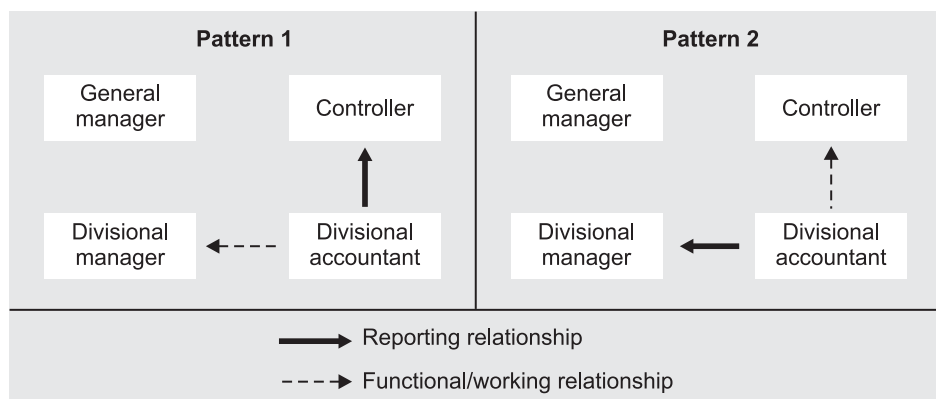 Pattern 1
General
manager
Controller
Divisional
manager
Divisional
accountant
Pattern 2
General
manager
Controller
Divisional
manager
Divisional
accountant
Reporting relationship
Functional/working relationship